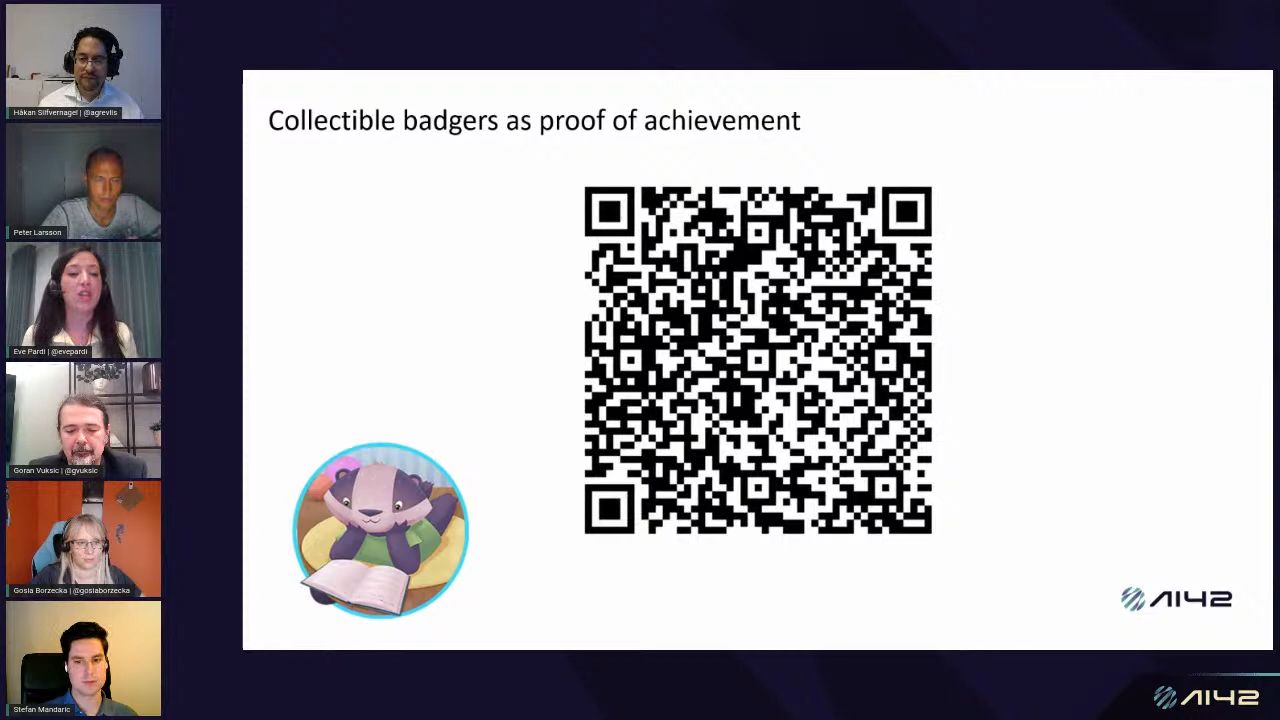 Håkan Silfvernagel | @agrevlis
Peter Larsson
Eve Pardi | @evepardi
Goran Vuksic | @gvuksic
Gosia Borzecka | @gosiaborzecka
Stefan Mandaric
Collectible badgers as proof of achievement
AI42
AI42